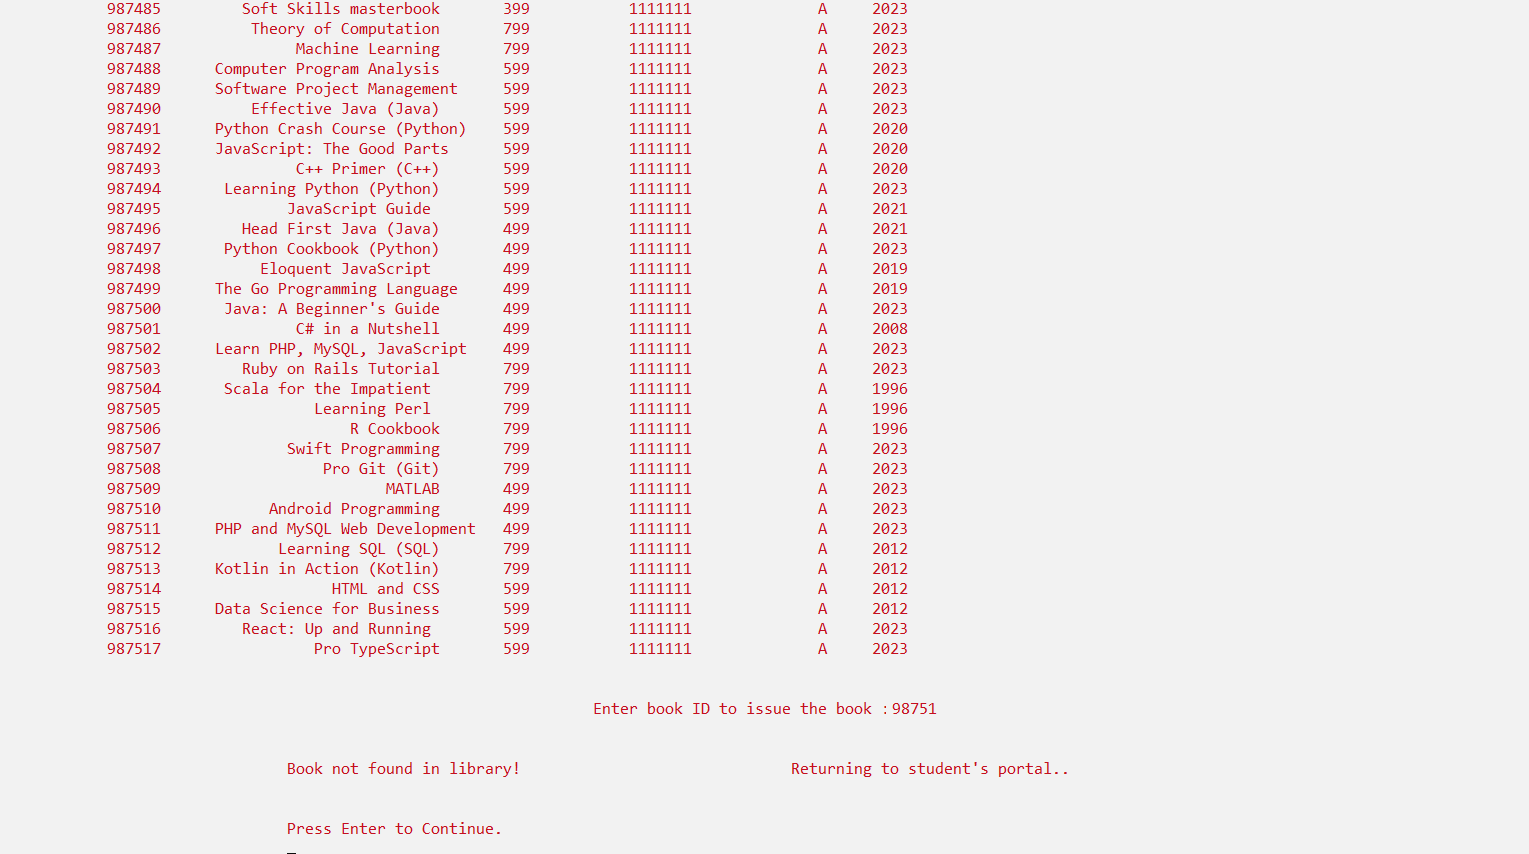 987485 Soft Skills masterbook 399 1111111 A 2023
987486 Theory of Computation 799 1111111 A 2023
987487 Machine Learning 799 1111111 A 2023
987488 Computer Program Analysis 599 1111111 A 2023
987489 Software Project Management 599 1111111 A 2023
987490 Effective Java (Java) 599 1111111 A 2023
987491 Python Crash Course (Python) 599 1111111 A 2020
987492 JavaScript: The Good Parts 599 1111111 A 2020
987493 C++ Primer (C++) 599 1111111 A 2020
987494 Learning Python (Python) 599 1111111 A 2023
987495 JavaScript Guide 599 1111111 A 2021
987496 Head First Java (Java) 499 1111111 A 2021
987497 Python Cookbook (Python) 499 1111111 A 2023
987498 Eloquent JavaScript 499 1111111 A 2019
987499 The Go Programming Language 499 1111111 A 2019
987500 Java: A Beginner's Guide 499 1111111 A 2023
987501 C# in a Nutshell 499 1111111 A 2008
987502 Learn PHP, MySQL, JavaScript 499 1111111 A 2023
987503 Ruby on Rails Tutorial 799 1111111 A 2023
987504 Scala for the Impatient 799 1111111 A 1996
987505 Learning Perl 799 1111111 A 1996
987506 R Cookbook 799 1111111 A 1996
987507 Swift Programming 799 1111111 A 2023
987508 Pro Git (Git) 799 1111111 A 2023
987509 MATLAB 499 1111111 A 2023
987510 Android Programming 499 1111111 A 2023
987511 PHP and MySQL Web Development 499 1111111 A 2023
987512 Learning SQL (SQL) 799 1111111 A 2012
987513 Kotlin in Action (Kotlin) 799 1111111 A 2012
987514 HTML and CSS 599 1111111 A 2012
987515 Data Science for Business 599 1111111 A 2012
987516 React: Up and Running 599 1111111 A 2023
987517 Pro TypeScript 599 1111111 A 2023
Enter book ID to issue the book :98751
Book not found in library! Returning to student's portal..
Press Enter to Continue.